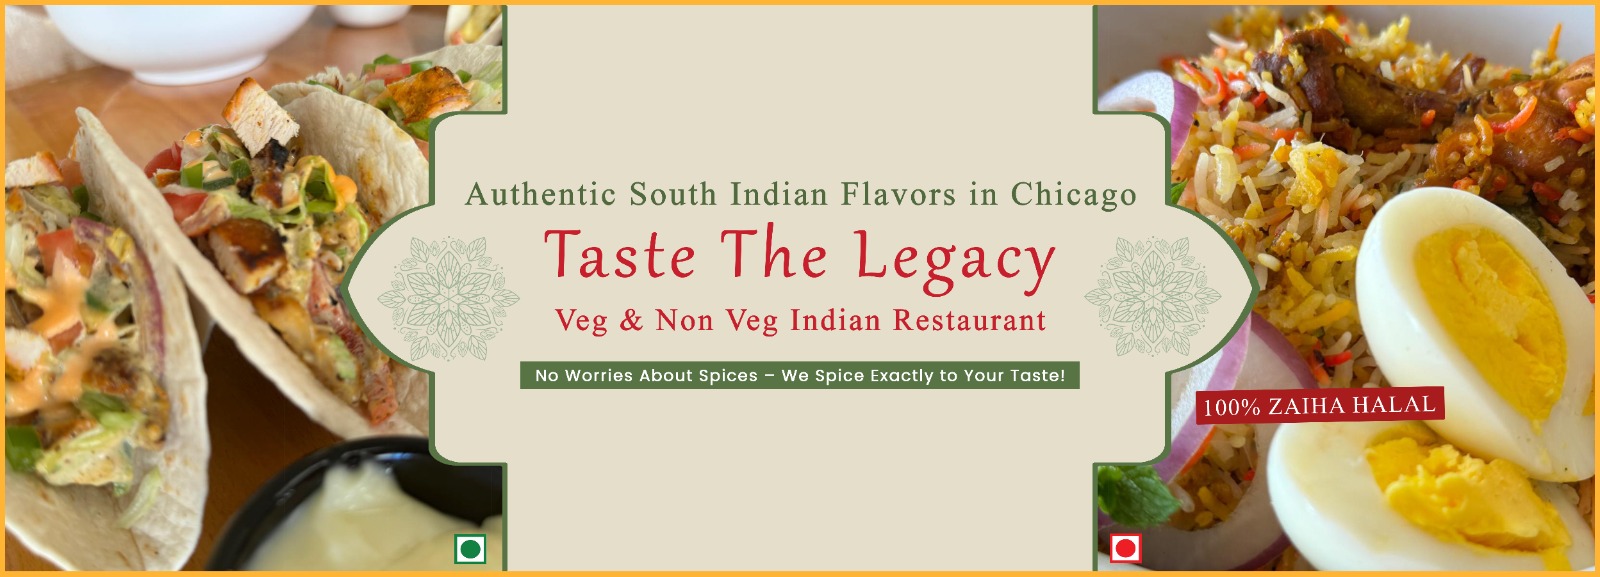 Authentic South Indian Flavors in Chicago
Taste The Legacy
Veg & Non Veg Indian Restaurant
No Worries About Spices – We Spice Exactly to Your Taste!
100% ZAIHA HALAL